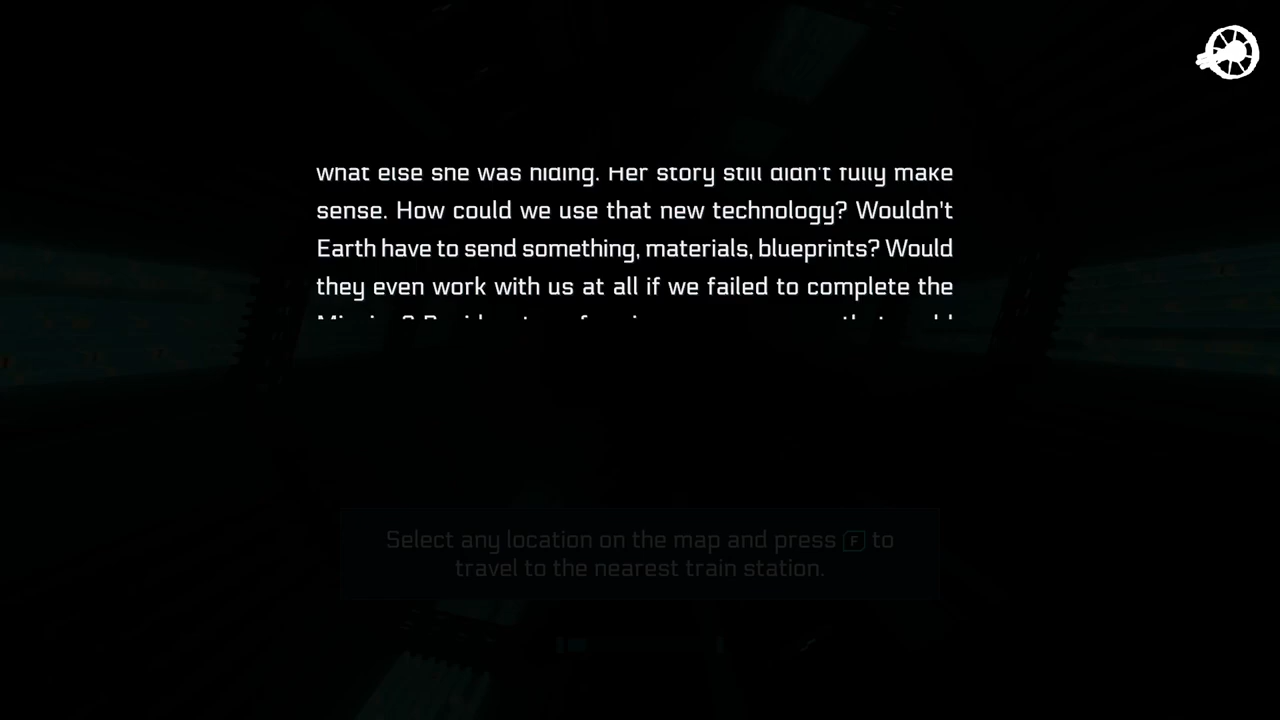 what else she was hiding. Her story still didn't fully make
sense. How could we use that new technology? Wouldn't
Earth have to send something, materials, blueprints? Would
they even work with us at all if we failed to complete the
Select any location on the map and press F to
travel to the nearest train station.